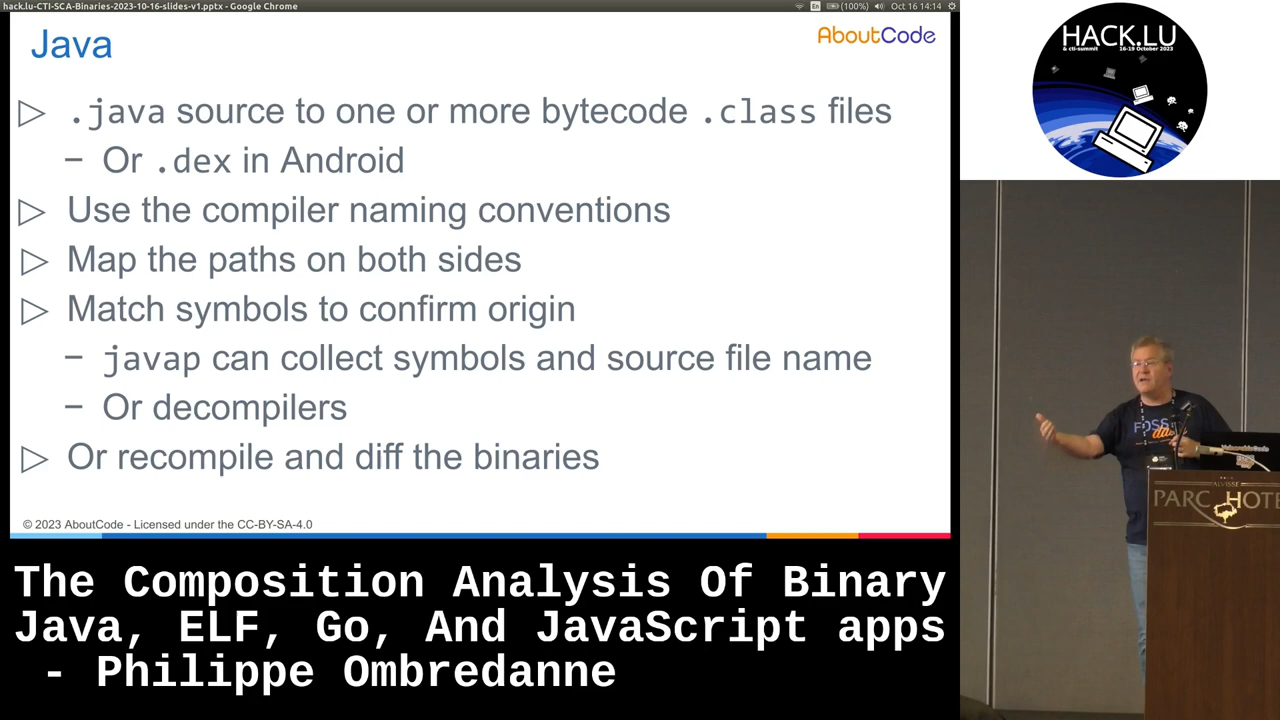 hack.lu-CTI-SCA-Binaries-2023-10-16-slides-v1.pptx - Google Chrome
En (100%) Oct 16 14:14
Java
AboutCode
.java source to one or more bytecode .class files
– Or .dex in Android
Use the compiler naming conventions
Map the paths on both sides
Match symbols to confirm origin
– javap can collect symbols and source file name
– Or decompilers
Or recompile and diff the binaries
© 2023 AboutCode - Licensed under the CC-BY-SA-4.0
HACK.LU
& cti-summit 16-19 October 2023
FOSS
PARC HOTE
The Composition Analysis Of Binary
Java, ELF, Go, And JavaScript apps
- Philippe Ombredanne